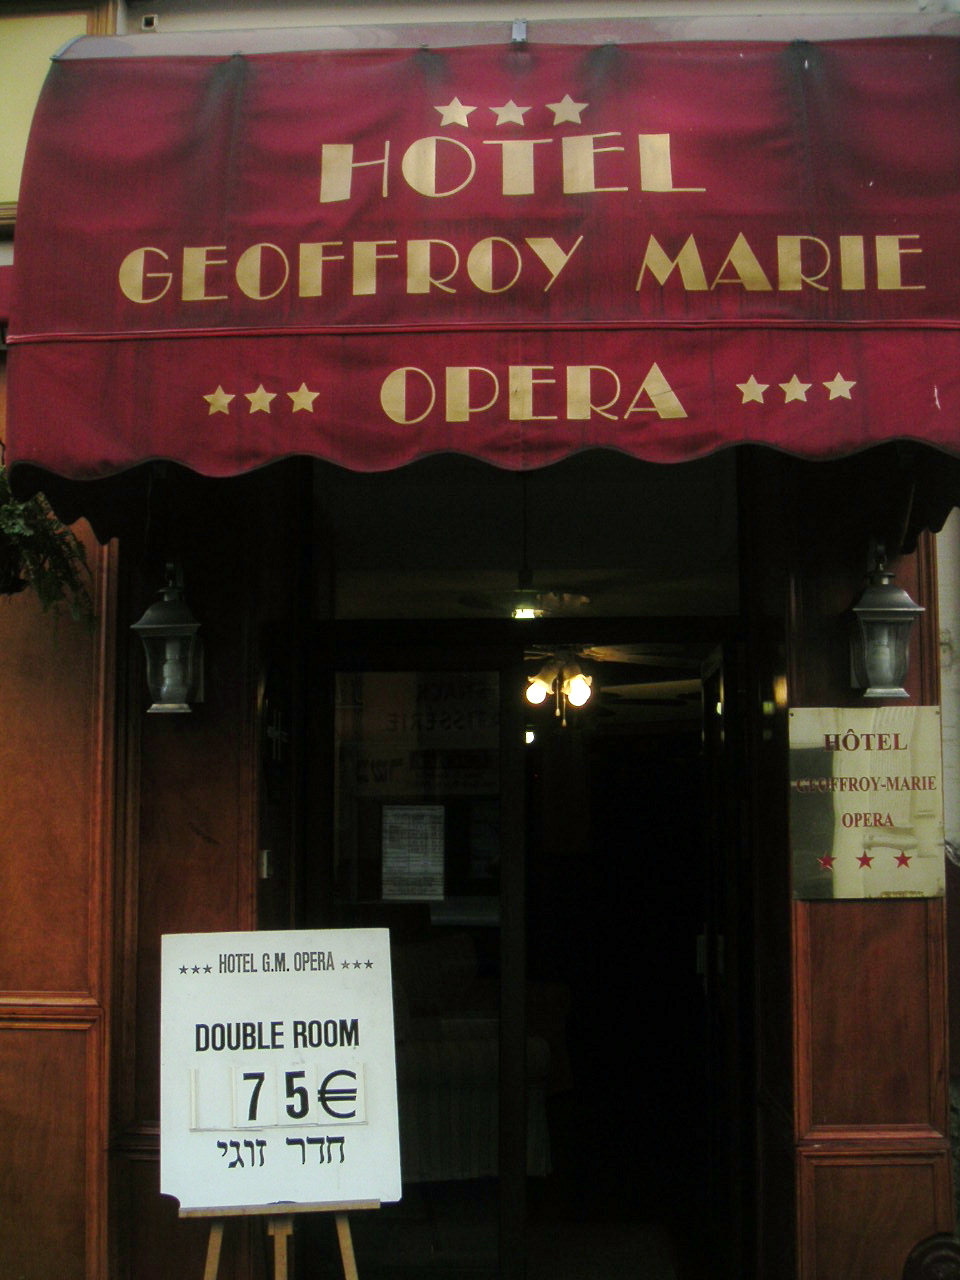 HOTEL
GEOFFROY MARIE
OPERA
HÔTEL
GEOFFROY-MARIE
OPERA
HOTEL G.M. OPERA
DOUBLE ROOM
75€
חדר זוגי